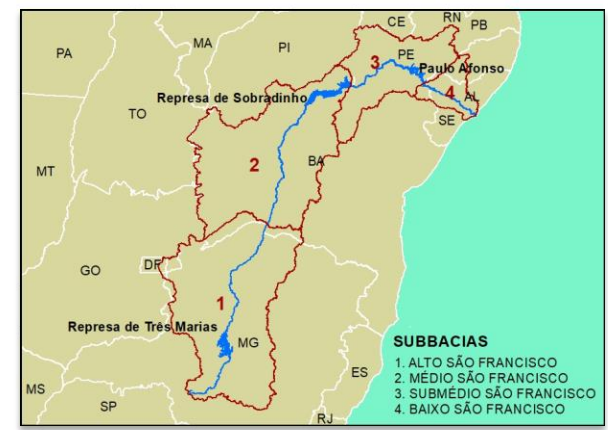 CE
RN
PB
PA
MA
PI
3
PE
Paulo Afonso
Represa de Sobradinho
4
AL
TO
SE
BA
2
MT
DF
GO
1
Represa de Três Marias
MG
SUBBACIAS
1. ALTO SÃO FRANCISCO
ES
2. MÉDIO SÃO FRANCISCO
MS
3. SUBMÉDIO SÃO FRANCISCO
SP
4. BAIXO SÃO FRANCISCO
RJ